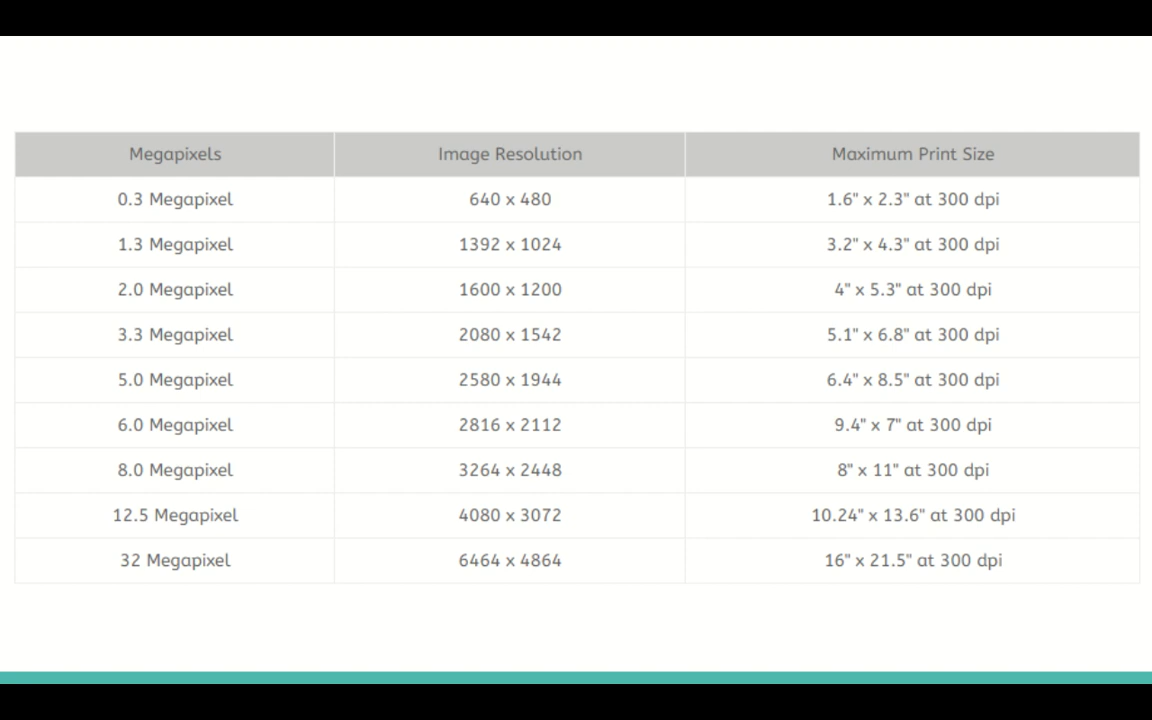 Megapixels Image Resolution Maximum Print Size
0.3 Megapixel 640 x 480 1.6" x 2.3" at 300 dpi
1.3 Megapixel 1392 x 1024 3.2" x 4.3" at 300 dpi
2.0 Megapixel 1600 x 1200 4" x 5.3" at 300 dpi
3.3 Megapixel 2080 x 1542 5.1" x 6.8" at 300 dpi
5.0 Megapixel 2580 x 1944 6.4" x 8.5" at 300 dpi
6.0 Megapixel 2816 x 2112 9.4" x 7" at 300 dpi
8.0 Megapixel 3264 x 2448 8" x 11" at 300 dpi
12.5 Megapixel 4080 x 3072 10.24" x 13.6" at 300 dpi
32 Megapixel 6464 x 4864 16" x 21.5" at 300 dpi